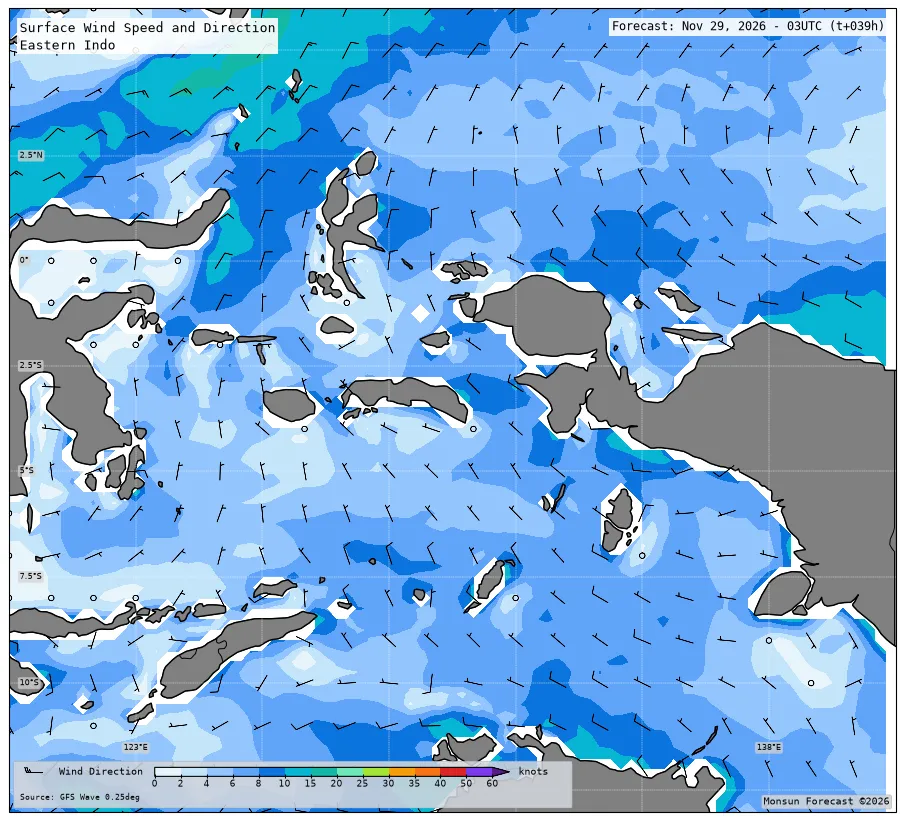 Surface Wind Speed and Direction
Eastern Indo
Forecast: Nov 29, 2026 - 03UTC (t+039h)
2.5°N
0°
2.5°S
5°S
7.5°S
10°S
123°E
138°E
Wind Direction
0 2 4 6 8 10 15 20 25 30 35 40 50 60
knots
Source: GFS Wave 0.25deg
Monsun Forecast ©2026